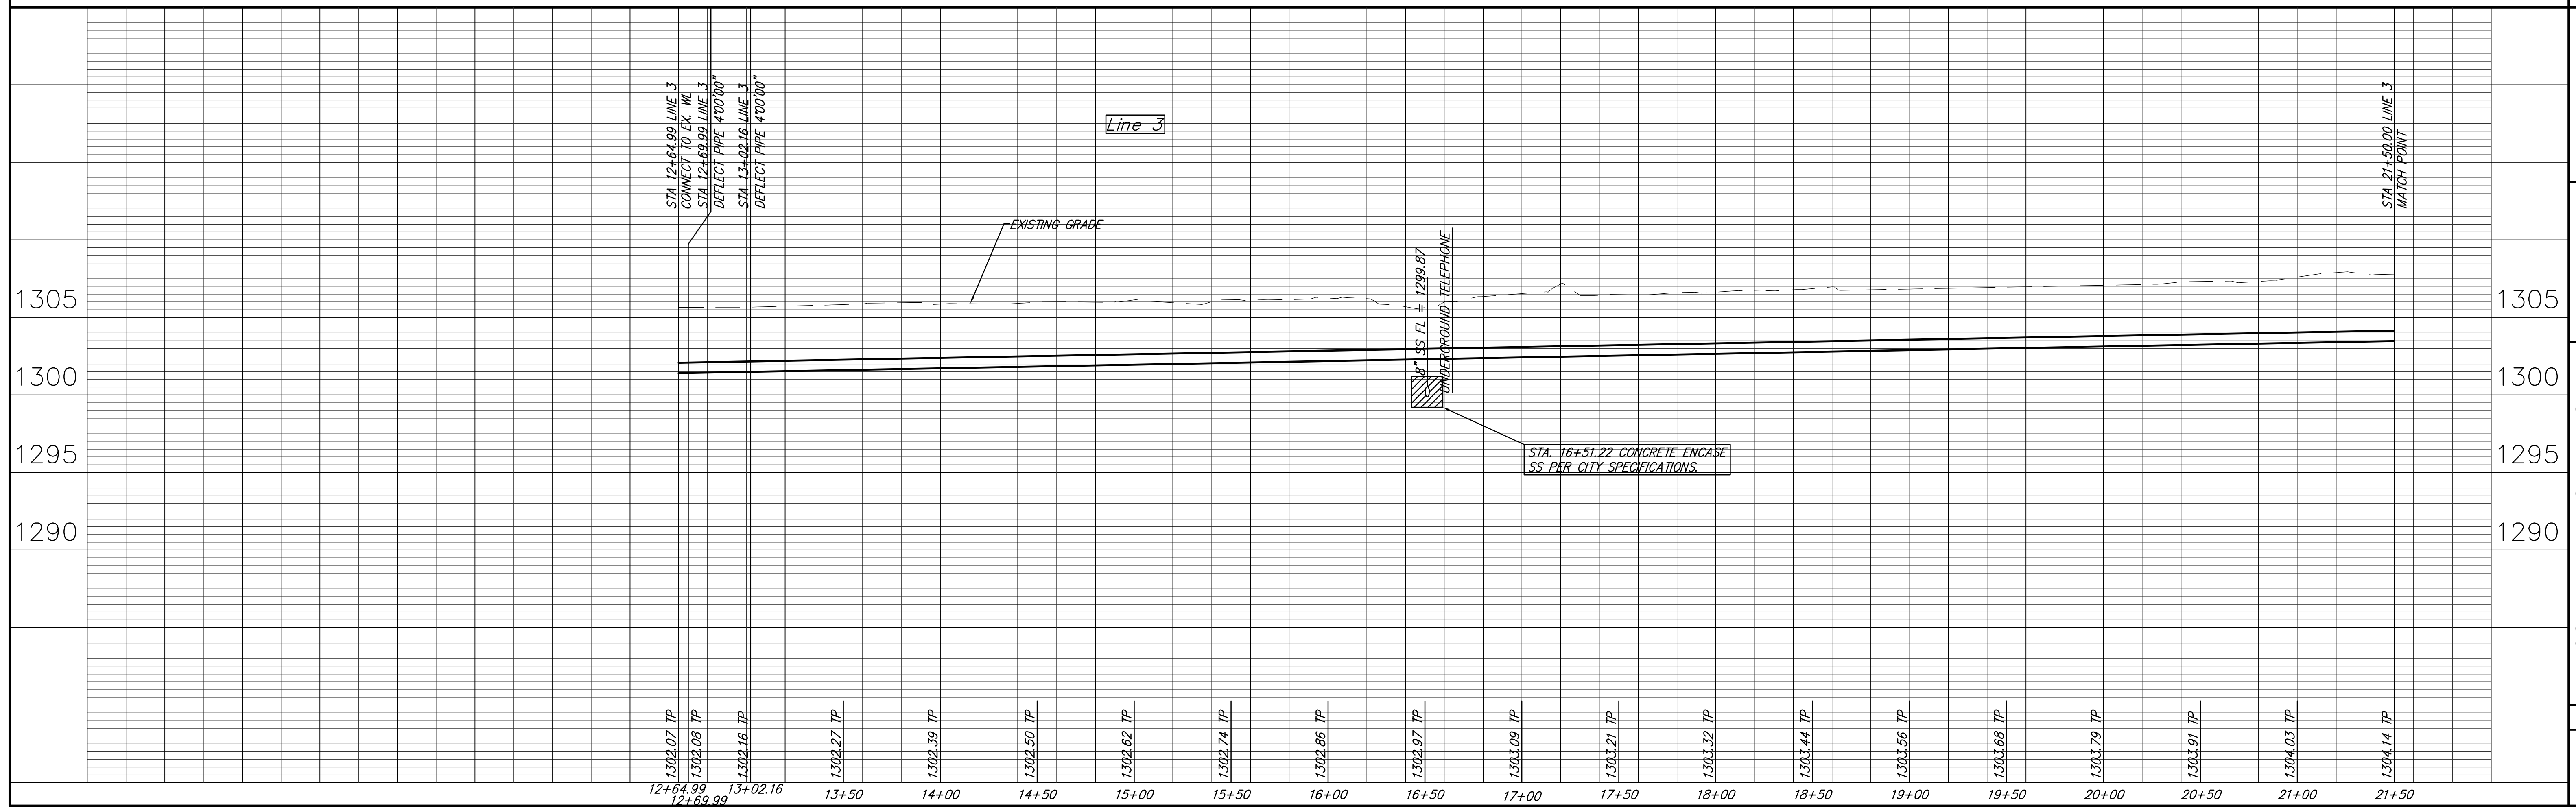 STA 12+64.99 LINE 3
CONNECT TO EX. WL
STA 12+69.99 LINE 3
DEFLECT PIPE 4°00'00"
STA 13+02.16 LINE 3
DEFLECT PIPE 4°00'00"
Line 3
STA 21+50.00 LINE 3
MATCH POINT
EXISTING GRADE
8" SS FL = 1299.87
UNDERGROUND TELEPHONE
1305
1305
1300
1300
1295
1295
1290
1290
STA. 16+51.22 CONCRETE ENCASE
SS PER CITY SPECIFICATIONS.
1302.07 TP
1302.08 TP
1302.16 TP
1302.27 TP
1302.39 TP
1302.50 TP
1302.62 TP
1302.74 TP
1302.86 TP
1302.97 TP
1303.09 TP
1303.21 TP
1303.32 TP
1303.44 TP
1303.56 TP
1303.68 TP
1303.79 TP
1303.91 TP
1304.03 TP
1304.14 TP
12+64.99
12+69.99
13+02.16
13+50
14+00
14+50
15+00
15+50
16+00
16+50
17+00
17+50
18+00
18+50
19+00
19+50
20+00
20+50
21+00
21+50